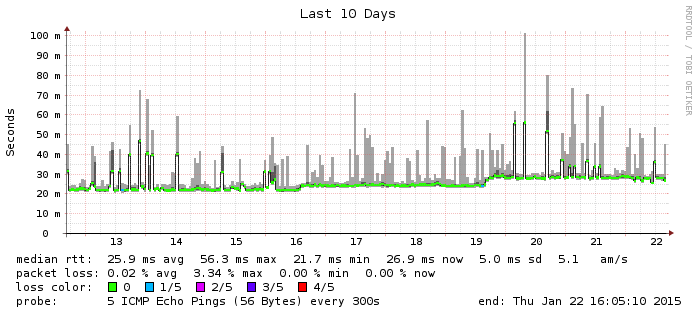 Last 10 Days
RRDTOOL / TOBI OETIKER
Seconds
100 m
90 m
80 m
70 m
60 m
50 m
40 m
30 m
20 m
10 m
0
13 14 15 16 17 18 19 20 21 22
median rtt: 25.9 ms avg 56.3 ms max 21.7 ms min 26.9 ms now 5.0 ms sd 5.1 am/s
packet loss: 0.02 % avg 3.34 % max 0.00 % min 0.00 % now
loss color: 0 1/5 2/5 3/5 4/5
probe: 5 ICMP Echo Pings (56 Bytes) every 300s end: Thu Jan 22 16:05:10 2015